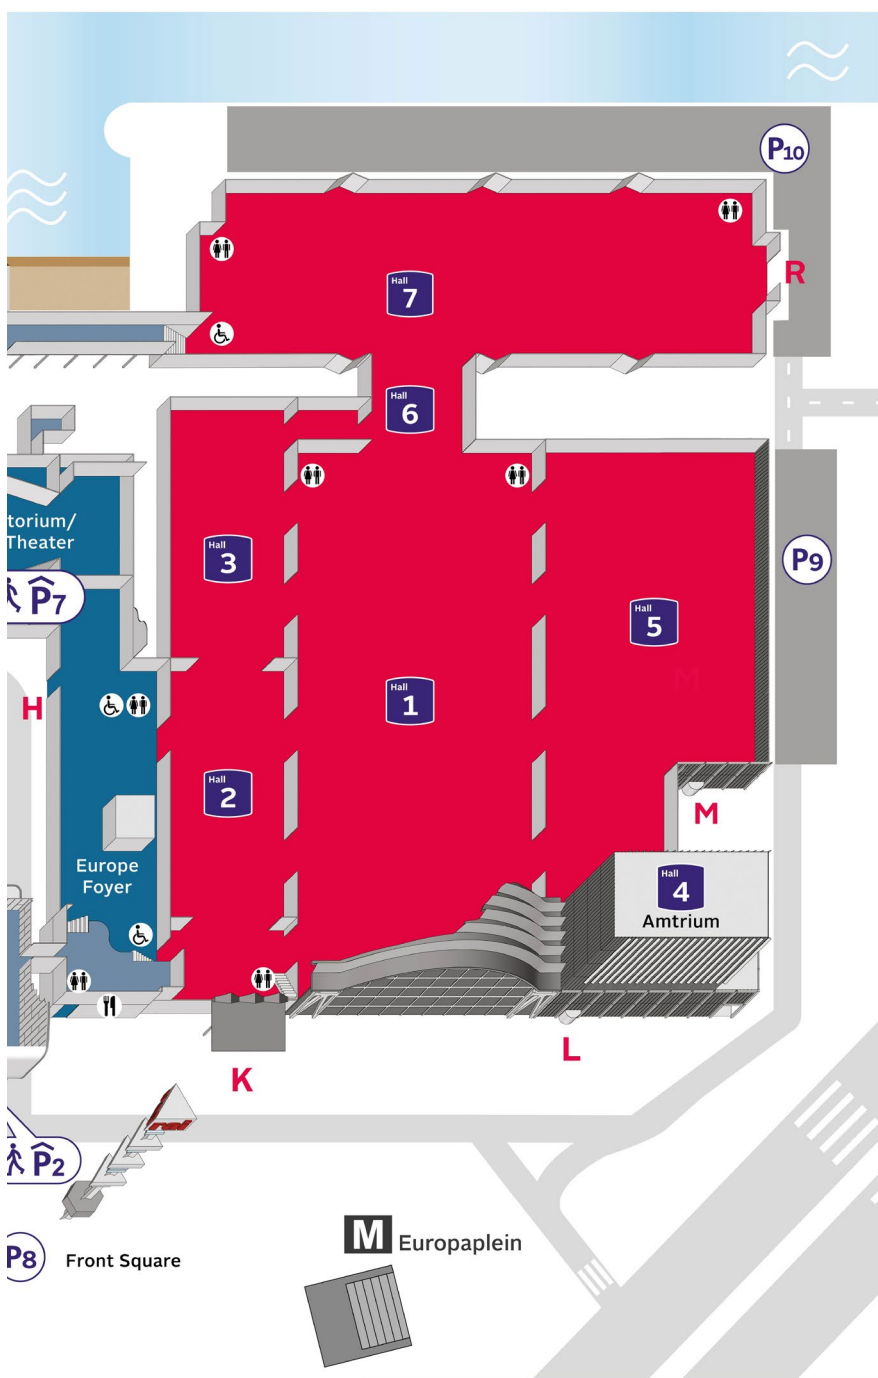 P10
R
Hall
7
Hall
6
torium/
Theater
Hall
3
P9
P7
Hall
5
M
H
Hall
1
Hall
2
M
Europe
Foyer
Hall
4
Amtrium
L
K
rai
P2
M Europaplein
P8
Front Square